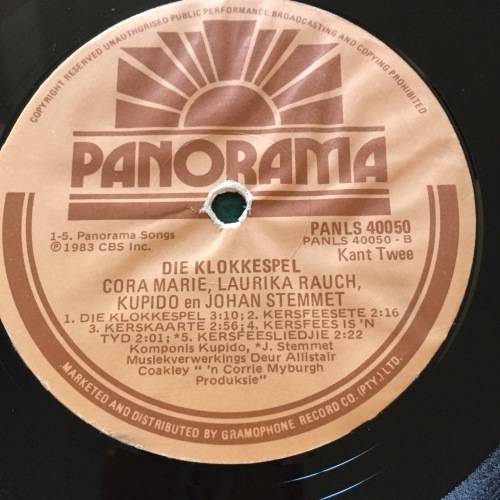 COPYRIGHT RESERVED UNAUTHORISED PUBLIC PERFORMANCE BROADCASTING AND COPYING PROHIBITED
PANORAMA
1-5. Panorama Songs
℗1983 CBS Inc.
PANLS 40050
PANLS 40050 - B
Kant Twee
DIE KLOKKESPEL
CORA MARIE, LAURIKA RAUCH,
KUPIDO en JOHAN STEMMET
1. DIE KLOKKESPEL 3:10; 2. KERSFEESETE 2:16
3. KERSKAARTE 2:56; 4. KERSFEES IS 'N
TYD 2:01; *5. KERSFEESLIEDJIE 2:22
Komponis Kupido, *J. Stemmet
Musiekverwerkings Deur Allistair
Coakley " 'n Corrie Myburgh
Produksie"
MARKETED AND DISTRIBUTED BY GRAMOPHONE RECORD CO. (PTY.) LTD.